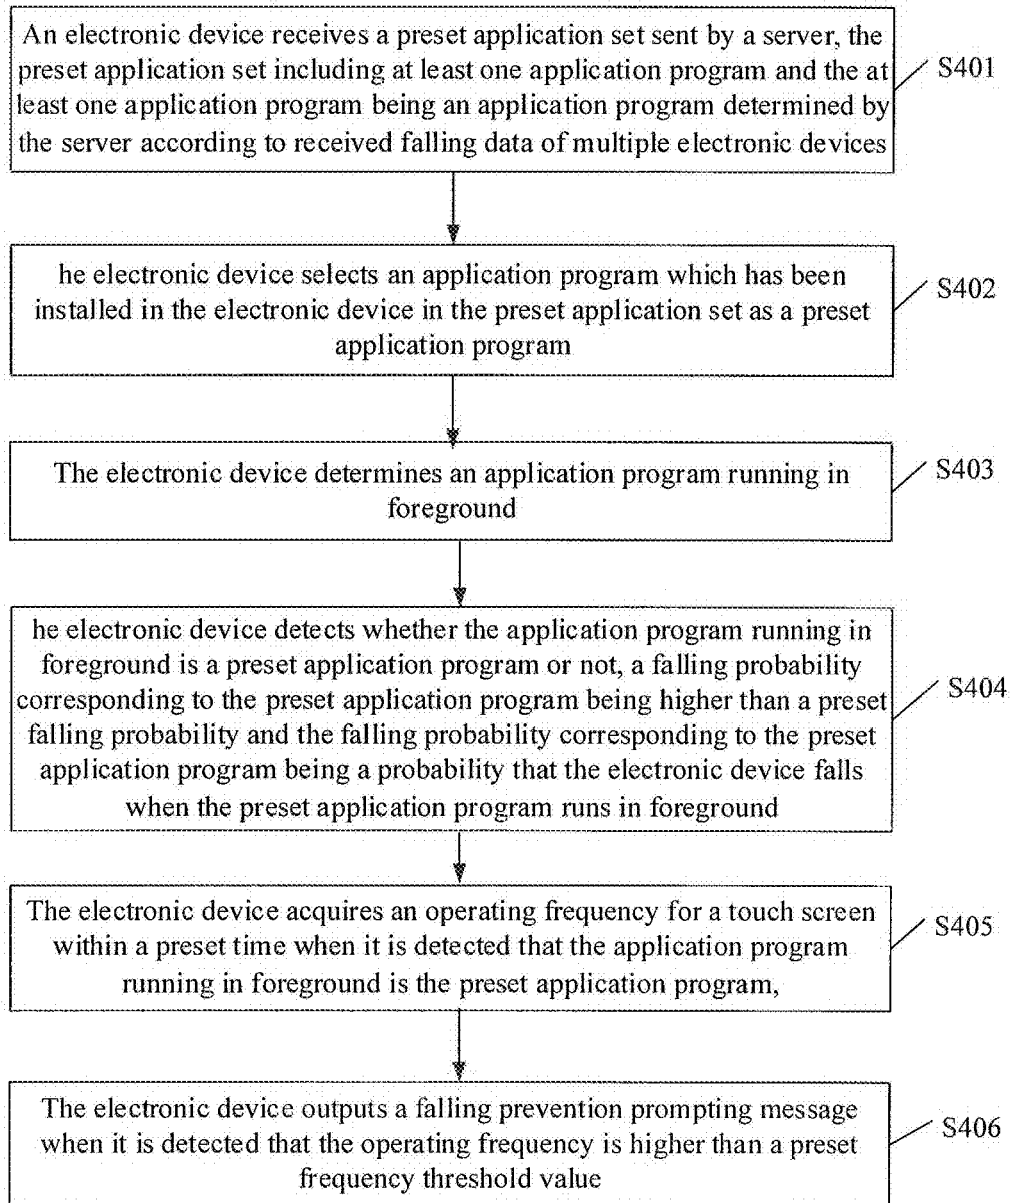 An electronic device receives a preset application set sent by a server, the
preset application set including at least one application program and the at
least one application program being an application program determined by
the server according to received falling data of multiple electronic devices
S401
he electronic device selects an application program which has been
installed in the electronic device in the preset application set as a preset
application program
S402
The electronic device determines an application program running in
foreground
S403
he electronic device detects whether the application program running in
foreground is a preset application program or not, a falling probability
corresponding to the preset application program being higher than a preset
falling probability and the falling probability corresponding to the preset
application program being a probability that the electronic device falls
when the preset application program runs in foreground
S404
The electronic device acquires an operating frequency for a touch screen
within a preset time when it is detected that the application program
running in foreground is the preset application program,
S405
The electronic device outputs a falling prevention prompting message
when it is detected that the operating frequency is higher than a preset
frequency threshold value
S406